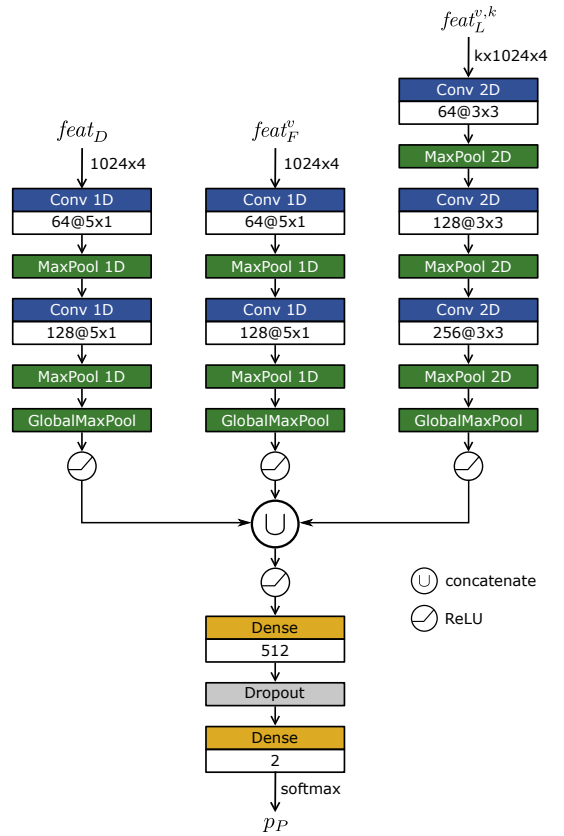 feat_L^{v,k}
kx1024x4
Conv 2D
64@3x3
MaxPool 2D
Conv 2D
128@3x3
MaxPool 2D
Conv 2D
256@3x3
MaxPool 2D
GlobalMaxPool
feat_D
1024x4
Conv 1D
64@5x1
MaxPool 1D
Conv 1D
128@5x1
MaxPool 1D
GlobalMaxPool
feat_F^v
1024x4
Conv 1D
64@5x1
MaxPool 1D
Conv 1D
128@5x1
MaxPool 1D
GlobalMaxPool
∪
∪ concatenate
ReLU
Dense
512
Dropout
Dense
2
softmax
p_P